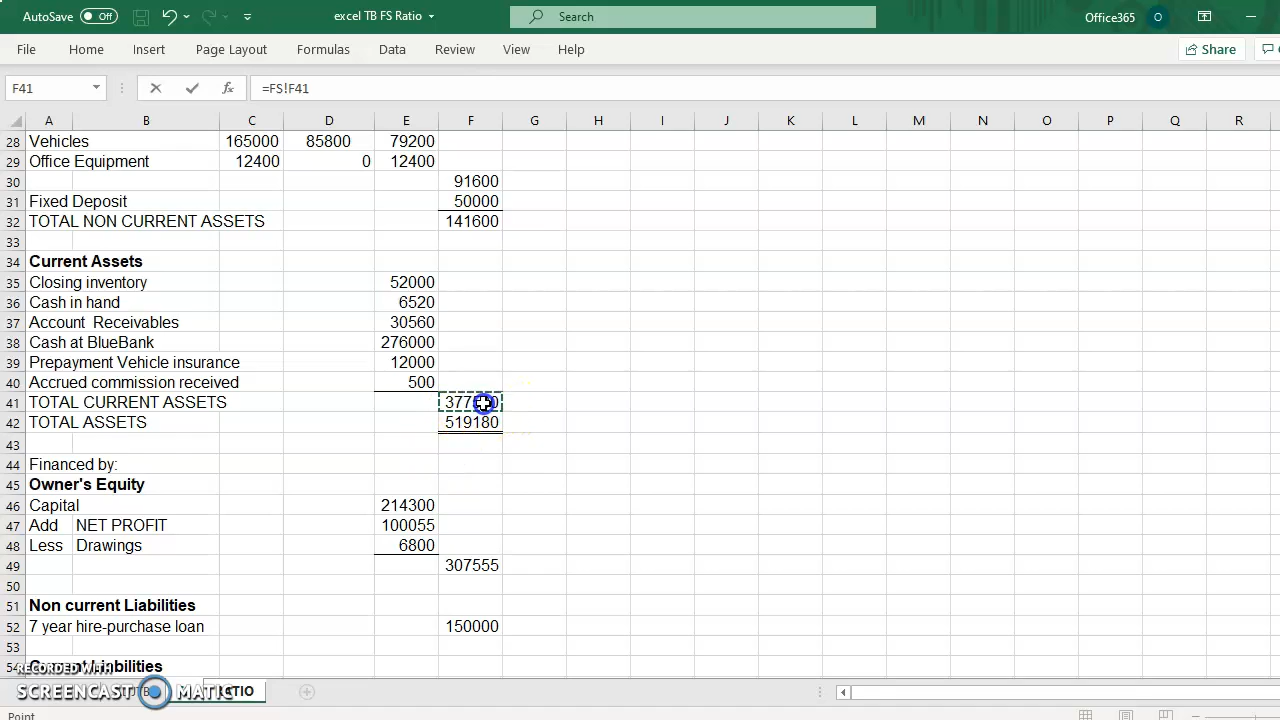 AutoSave Off excel TB FS Ratio Search Office365 O
File Home Insert Page Layout Formulas Data Review View Help Share
F41 fx =FS!F41
A B C D E F G H I J K L M N O P Q R
28 Vehicles 165000 85800 79200
29 Office Equipment 12400 0 12400
30 91600
31 Fixed Deposit 50000
32 TOTAL NON CURRENT ASSETS 141600
33
34 Current Assets
35 Closing inventory 52000
36 Cash in hand 6520
37 Account Receivables 30560
38 Cash at BlueBank 276000
39 Prepayment Vehicle insurance 12000
40 Accrued commission received 500
41 TOTAL CURRENT ASSETS
42 TOTAL ASSETS 519180
43
44 Financed by:
45 Owner's Equity
46 Capital 214300
47 Add NET PROFIT 100055
48 Less Drawings 6800
49 307555
50
51 Non current Liabilities
52 7 year hire-purchase loan 150000
53
54 Current Liabilities
RECORDED WITH
SCREENCAST MATIC
Point